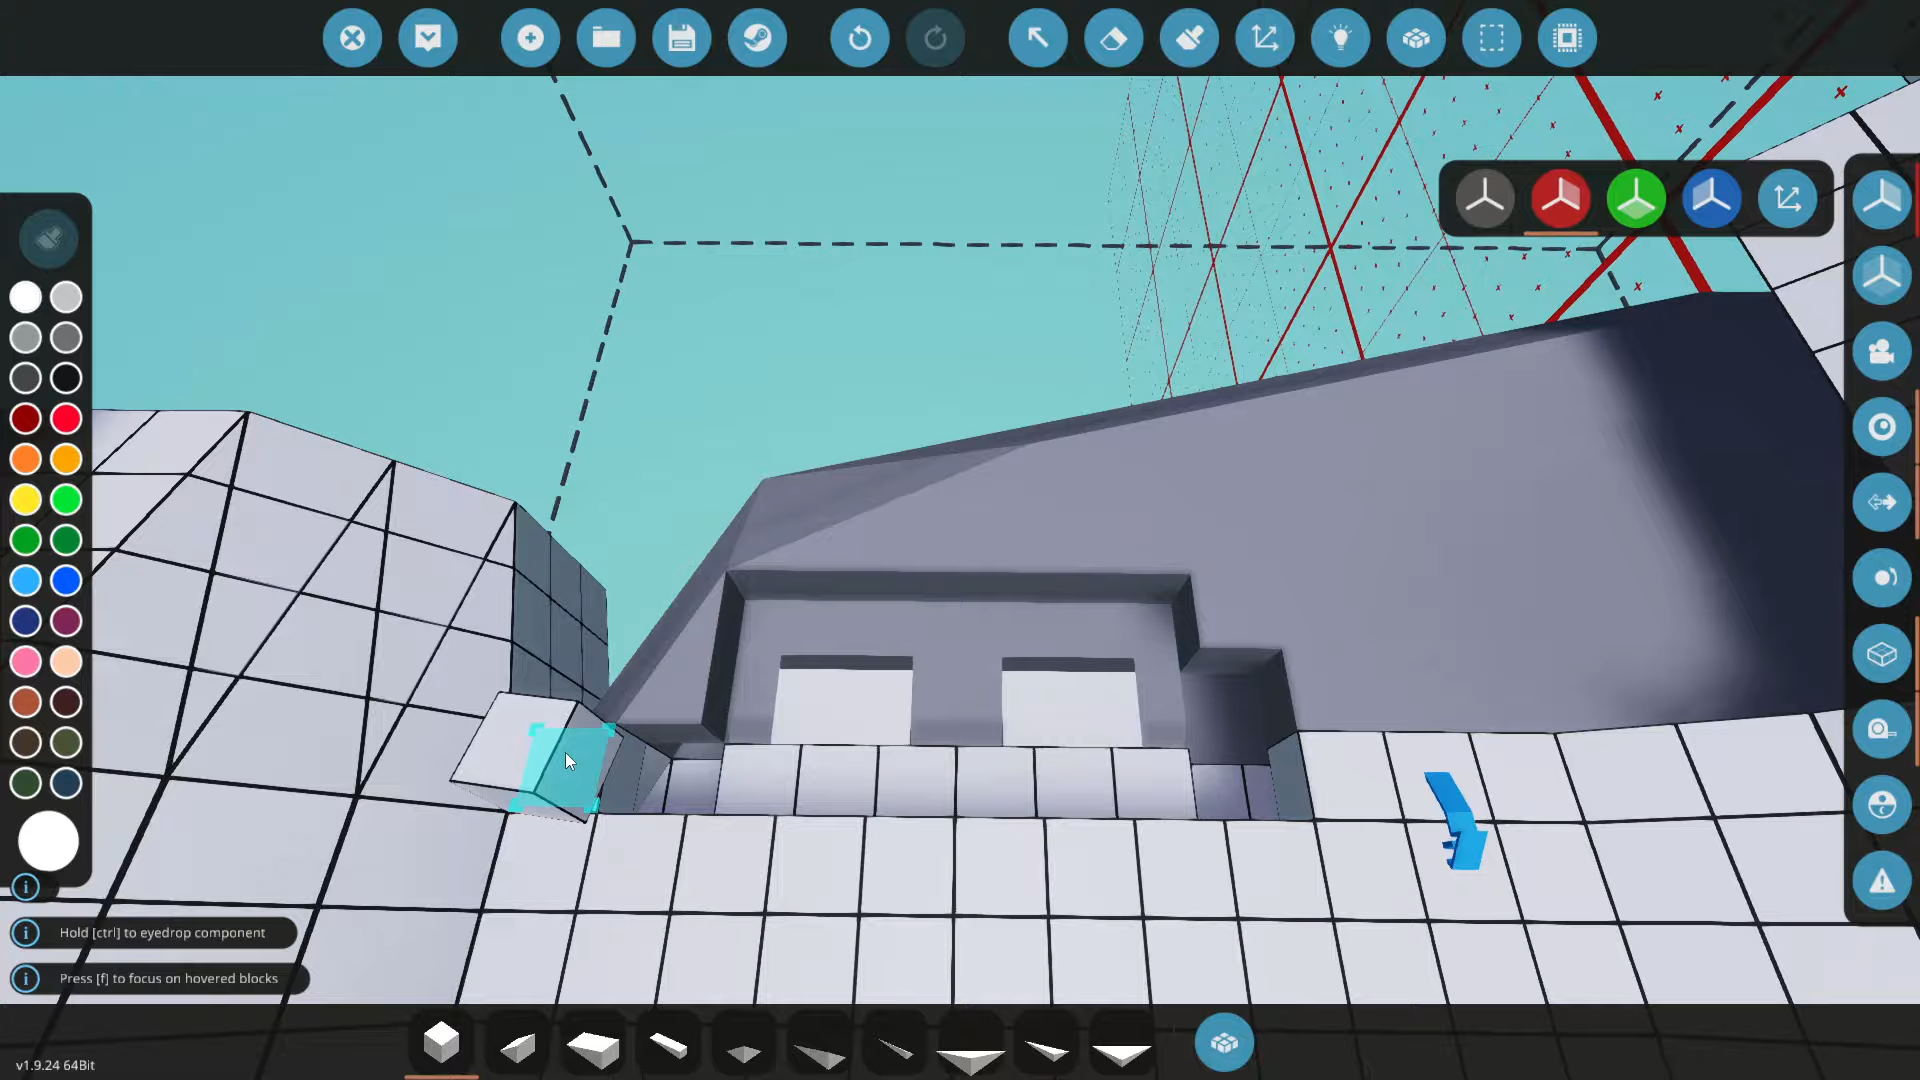 Hold [ctrl] to eyedrop component
Press [f] to focus on hovered blocks
v1.9.24 64Bit